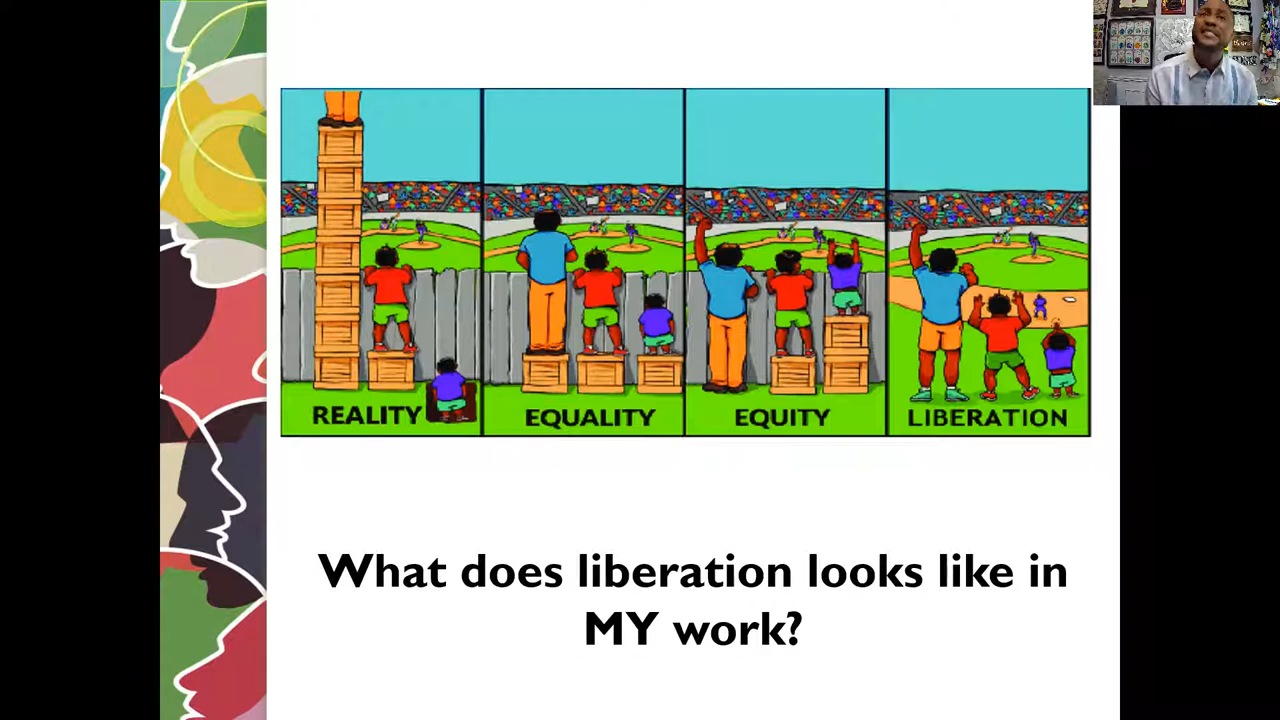 REALITY
EQUALITY
EQUITY
LIBERATION
What does liberation looks like in
MY work?